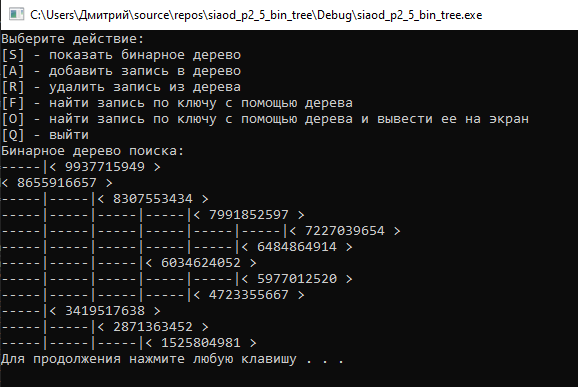 C:\Users\Дмитрий\source\repos\siaod_p2_5_bin_tree\Debug\siaod_p2_5_bin_tree.exe
Выберите действие:
[S] - показать бинарное дерево
[A] - добавить запись в дерево
[R] - удалить запись из дерева
[F] - найти запись по ключу с помощью дерева
[O] - найти запись по ключу с помощью дерева и вывести ее на экран
[Q] - выйти
Бинарное дерево поиска:
-----|< 9937715949 >
< 8655916657 >
-----|-----|< 8307553434 >
-----|-----|-----|-----|< 7991852597 >
-----|-----|-----|-----|-----|-----|< 7227039654 >
-----|-----|-----|-----|-----|< 6484864914 >
-----|-----|-----|< 6034624052 >
-----|-----|-----|-----|-----|< 5977012520 >
-----|-----|-----|-----|< 4723355667 >
-----|< 3419517638 >
-----|-----|< 2871363452 >
-----|-----|-----|< 1525804981 >
Для продолжения нажмите любую клавишу . . .